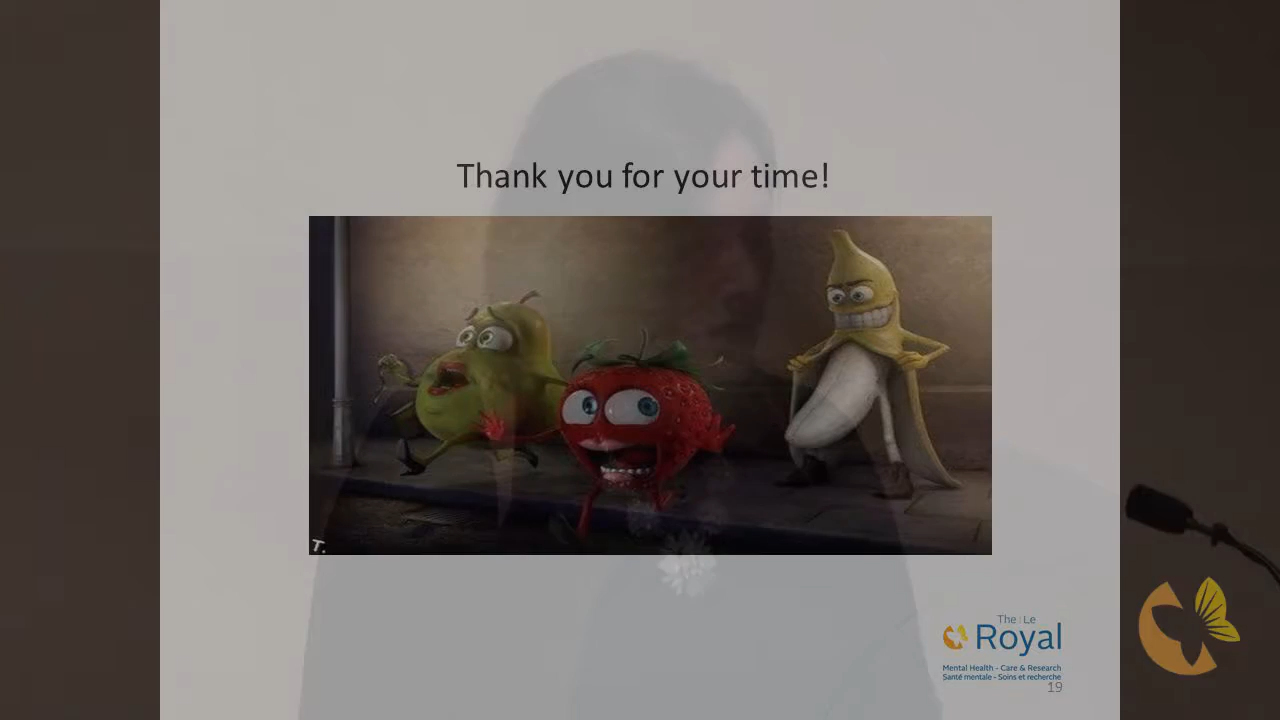 Thank you for your time!
T.
The Le
Royal
Mental Health - Care & Research
Santé mentale - Soins et recherche
19